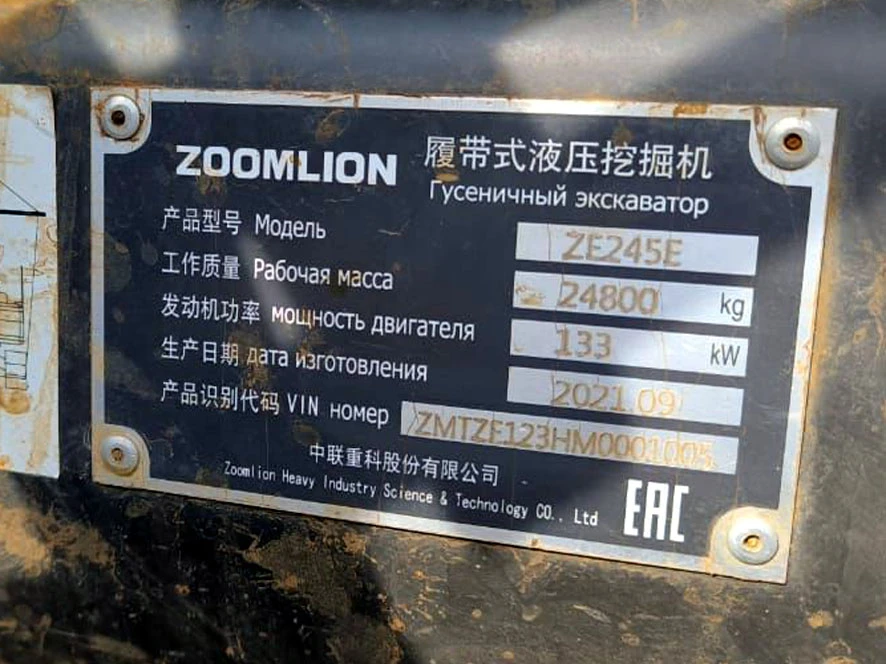 ZOOMLION 履带式液压挖掘机
Гусеничный экскаватор
产品型号 Модель ZE245E
工作质量 Рабочая масса 24800 kg
发动机功率 мощность двигателя 133 kW
生产日期 дата изготовления 2021.09
产品识别代码 VIN номер ZMTZE123HM0001005
中联重科股份有限公司
Zoomlion Heavy Industry Science & Technology CO., Ltd
EAC